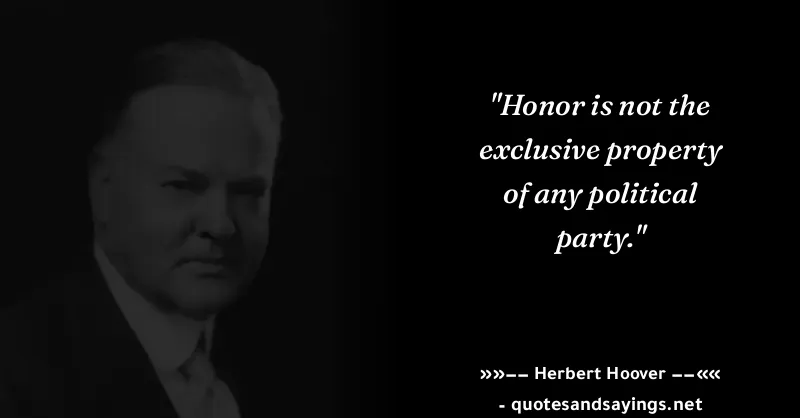 "Honor is not the
exclusive property
of any political
party."
»»−− Herbert Hoover −−««
- quotesandsayings.net